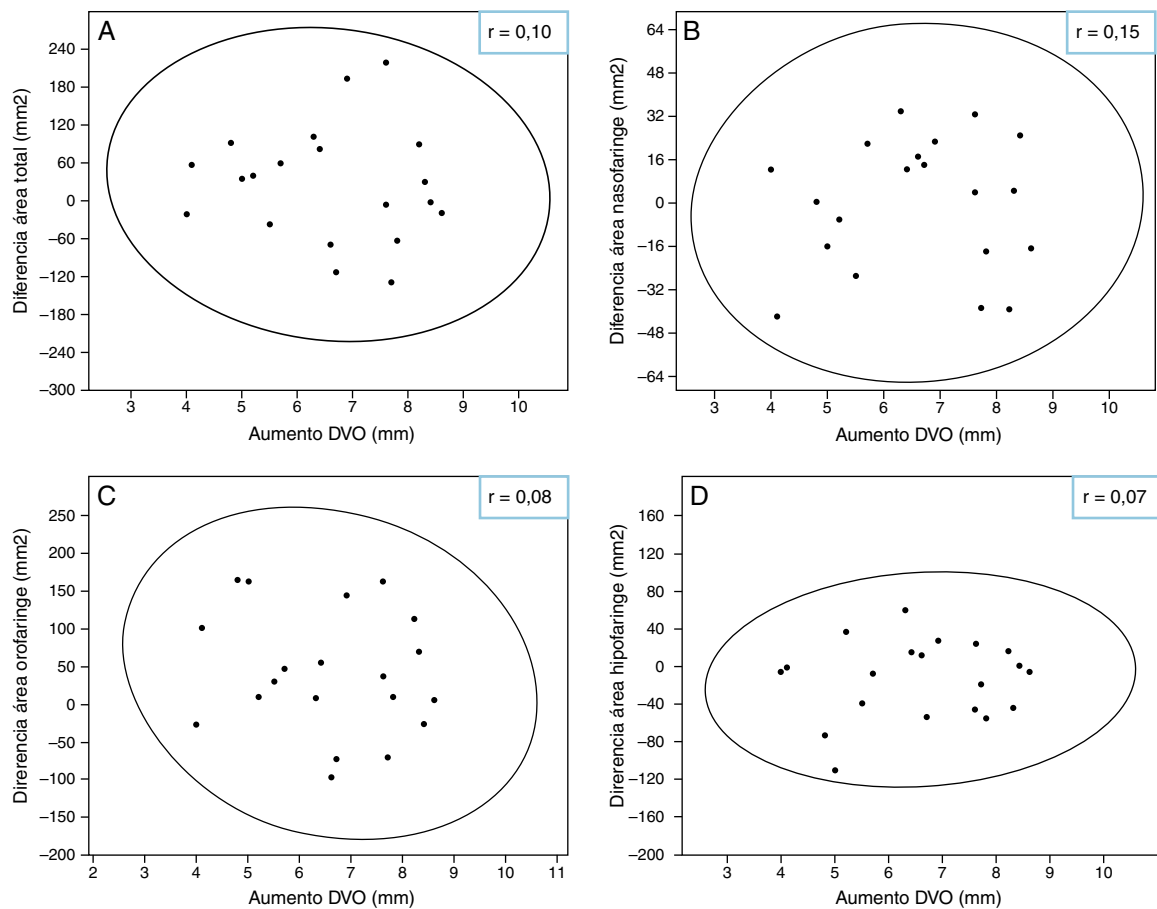 A
r = 0,10
Diferencia área total (mm2)
240
180
120
60
0
–60
–120
–180
–240
–300
3 4 5 6 7 8 9 10
Aumento DVO (mm)
B
r = 0,15
Diferencia área nasofaringe (mm2)
64
48
32
16
0
–16
–32
–48
–64
3 4 5 6 7 8 9 10
Aumento DVO (mm)
C
r = 0,08
Direrencia área orofaringe (mm2)
250
200
150
100
50
0
–50
–100
–150
–200
2 3 4 5 6 7 8 9 10 11
Aumento DVO (mm)
D
r = 0,07
Direrencia área hipofaringe (mm2)
160
120
80
40
0
–40
–80
–120
–160
–200
3 4 5 6 7 8 9 10
Aumento DVO (mm)